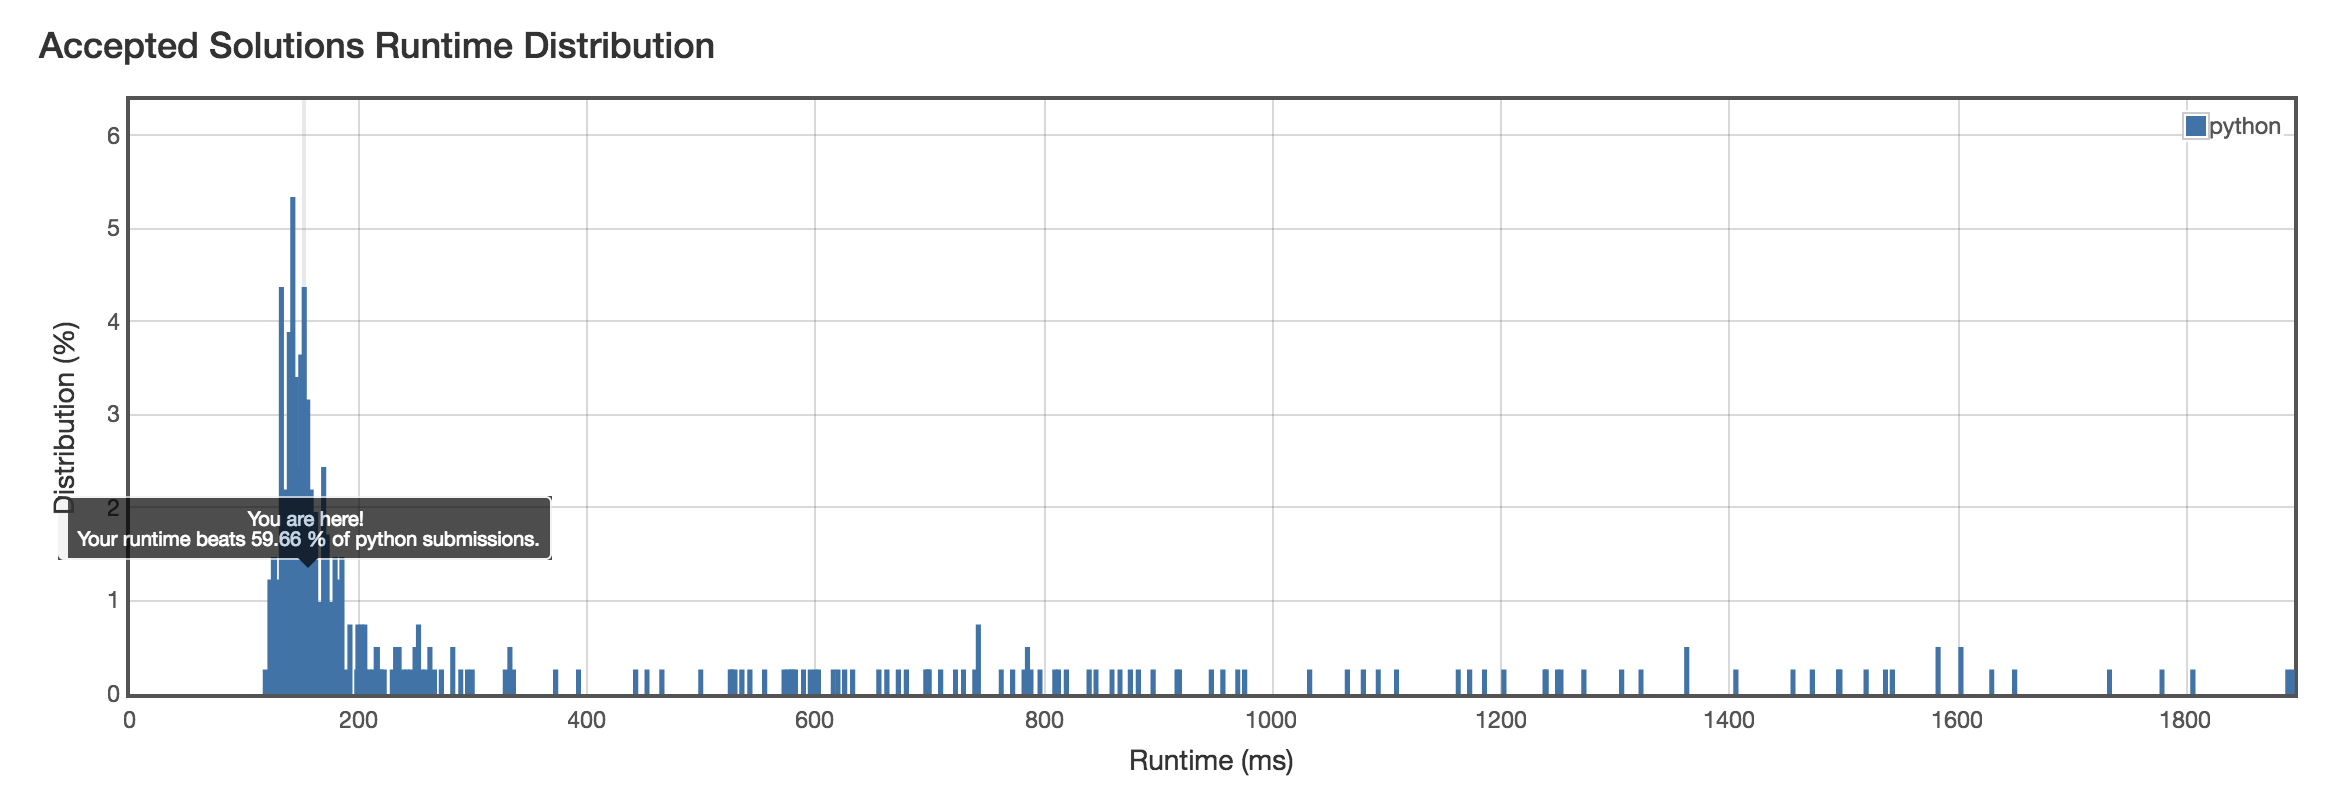 Accepted Solutions Runtime Distribution
python
6
5
4
3
2
1
0
Distribution (%)
You are here!
Your runtime beats 59.66 % of python submissions.
0 200 400 600 800 1000 1200 1400 1600 1800
Runtime (ms)